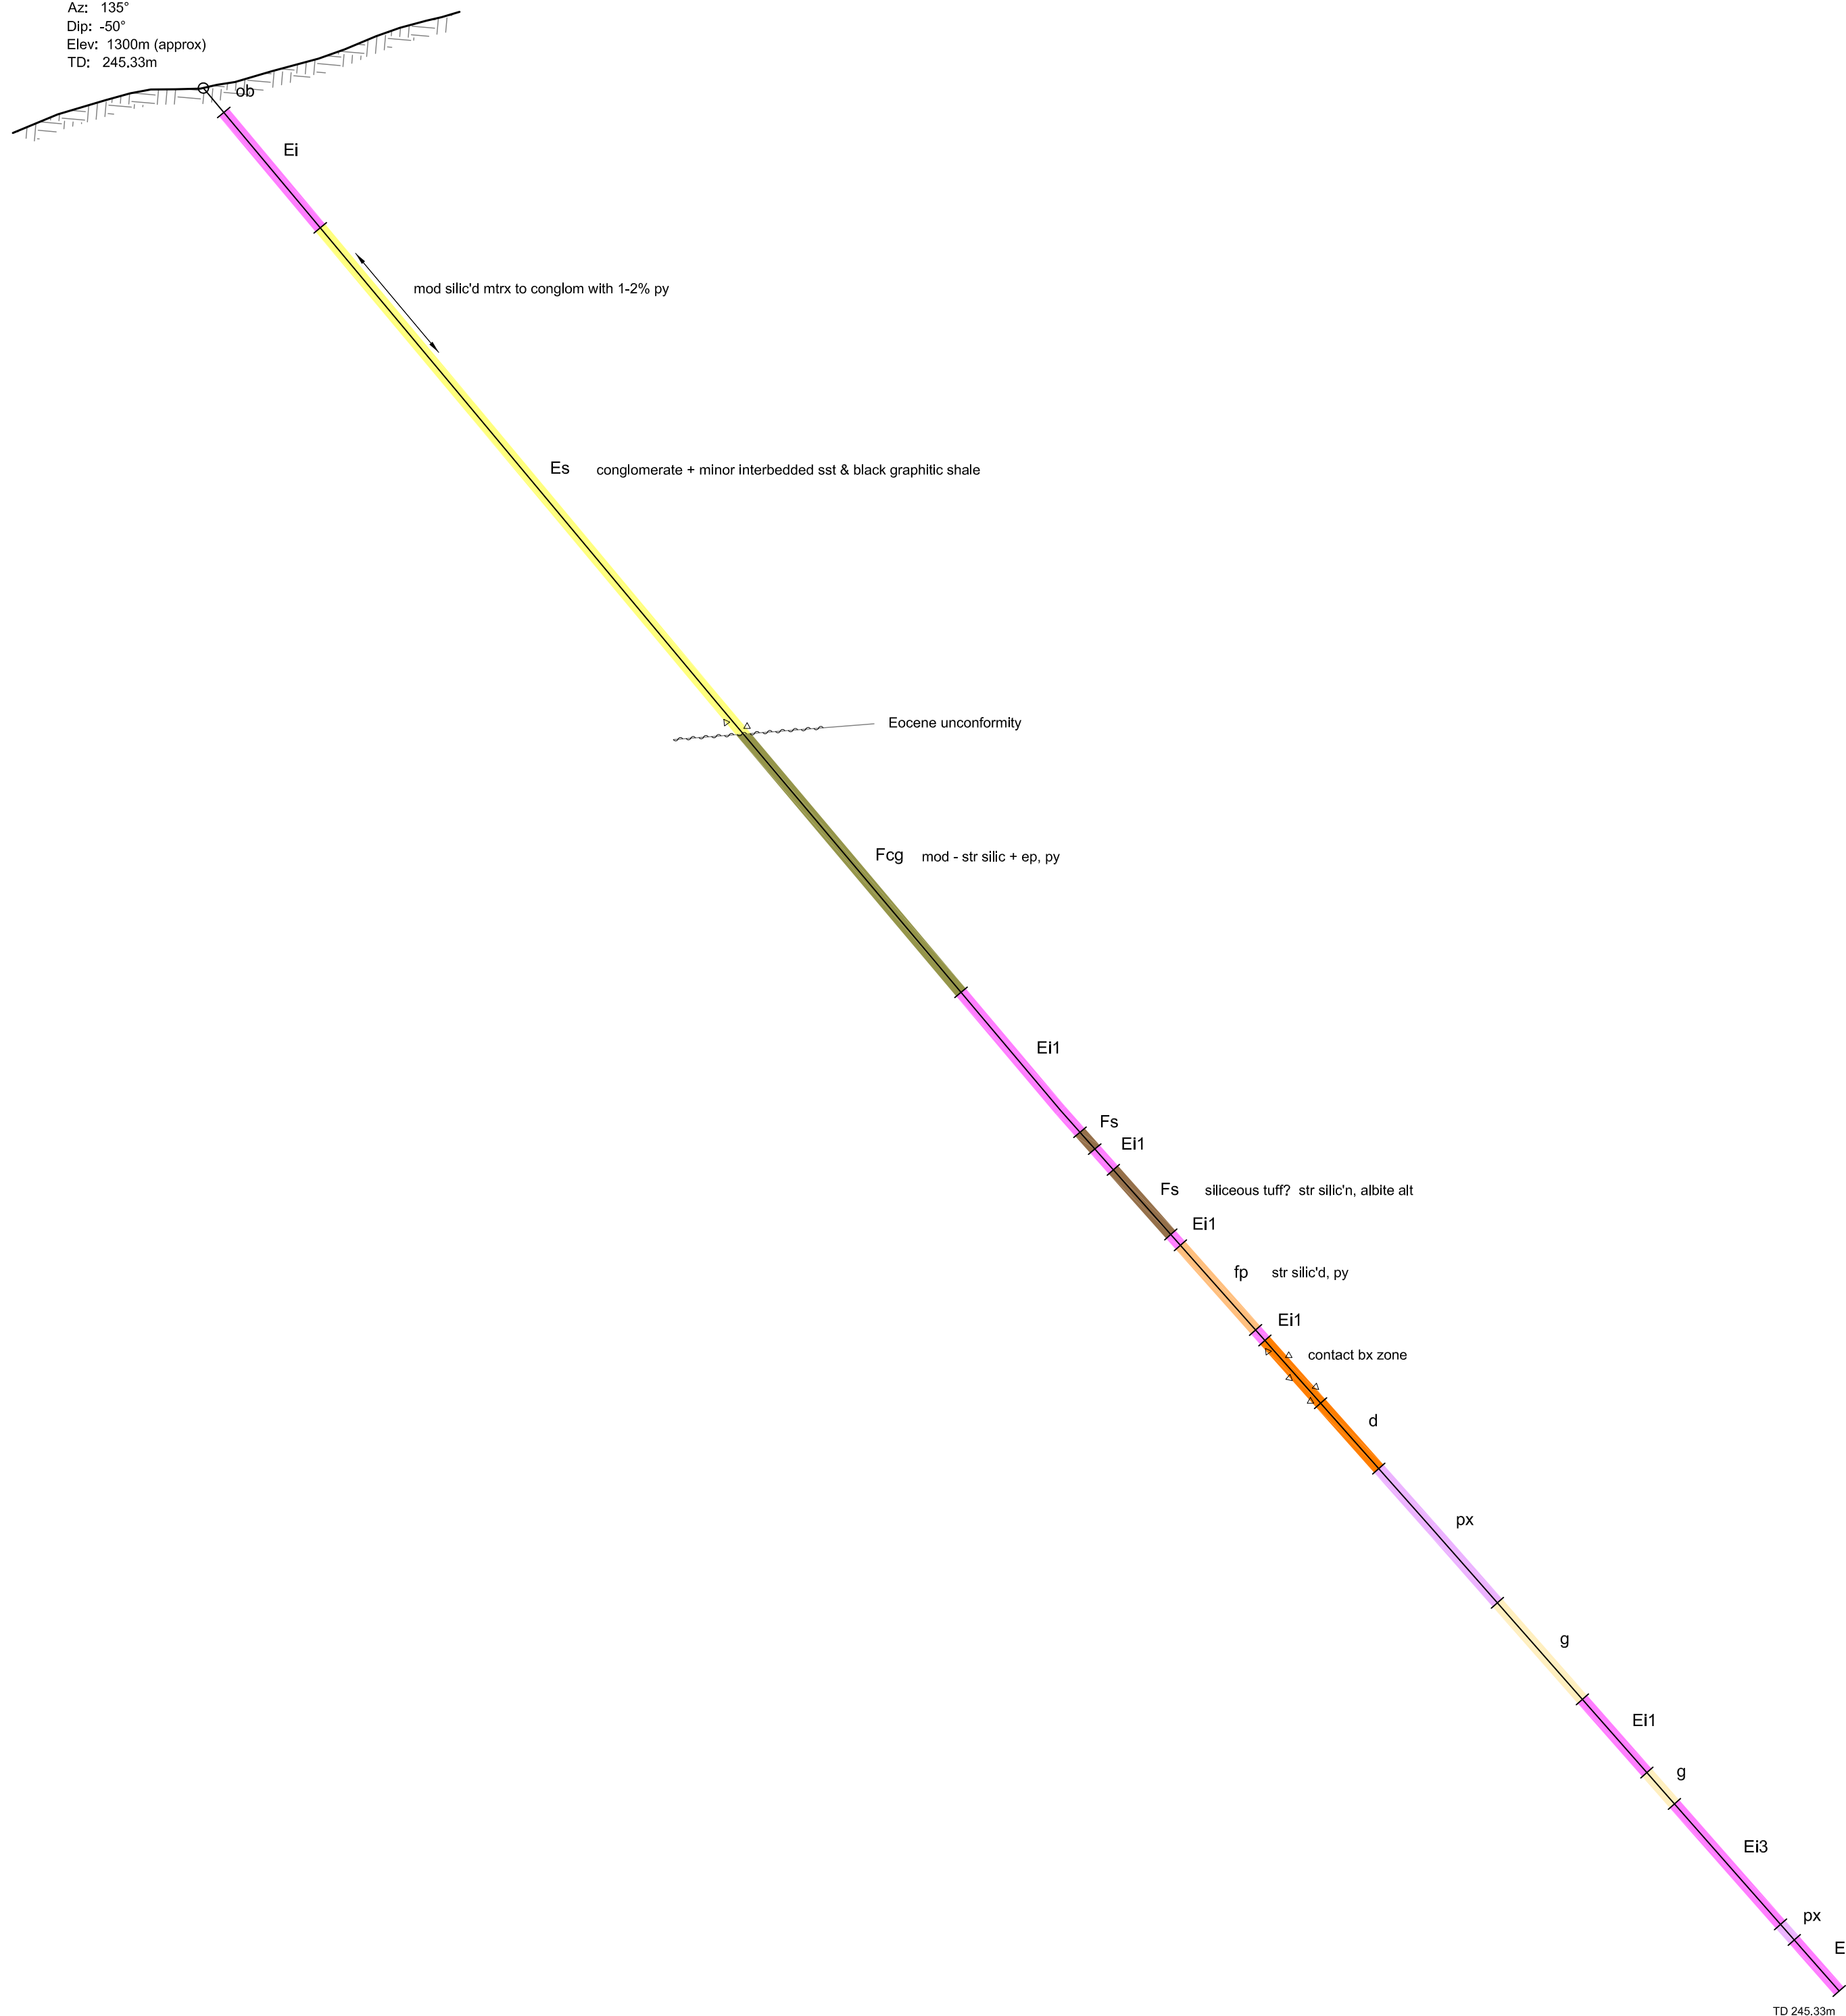 Az: 135°
Dip: -50°
Elev: 1300m (approx)
TD: 245.33m
ob
Ei
mod silic'd mtrx to conglom with 1-2% py
Es conglomerate + minor interbedded sst & black graphitic shale
Eocene unconformity
Fcg mod - str silic + ep, py
Ei1
Fs
Ei1
Fs siliceous tuff? str silic'n, albite alt
Ei1
fp str silic'd, py
Ei1
contact bx zone
d
px
g
Ei1
g
Ei3
px
E
TD 245.33m